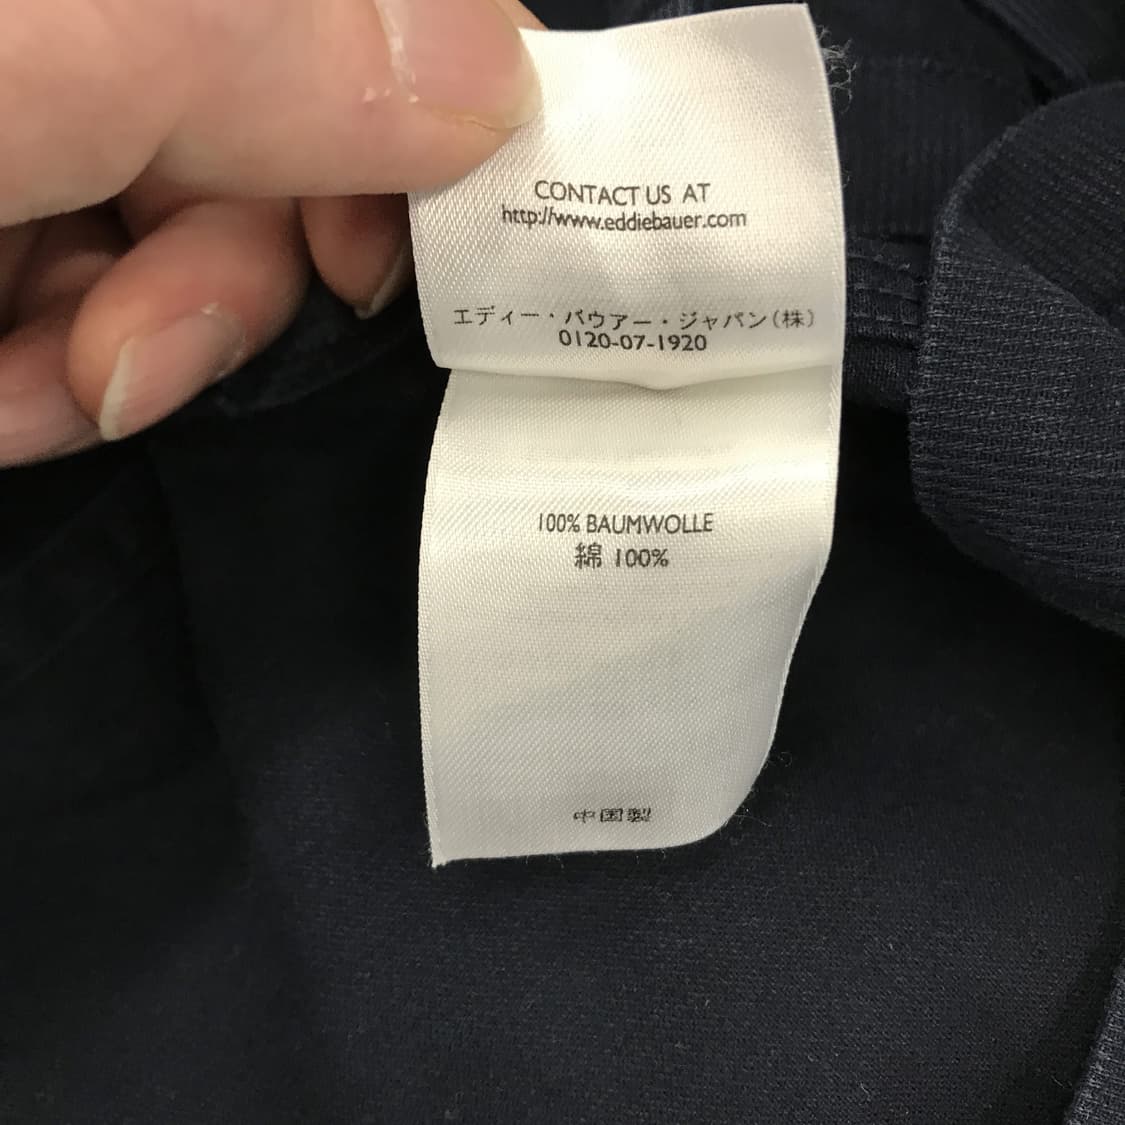 CONTACT US AT
http://www.eddiebauer.com
エディー・バウアー・ジャパン(株)
0120-07-1920
100% BAUMWOLLE
綿 100%
中国製